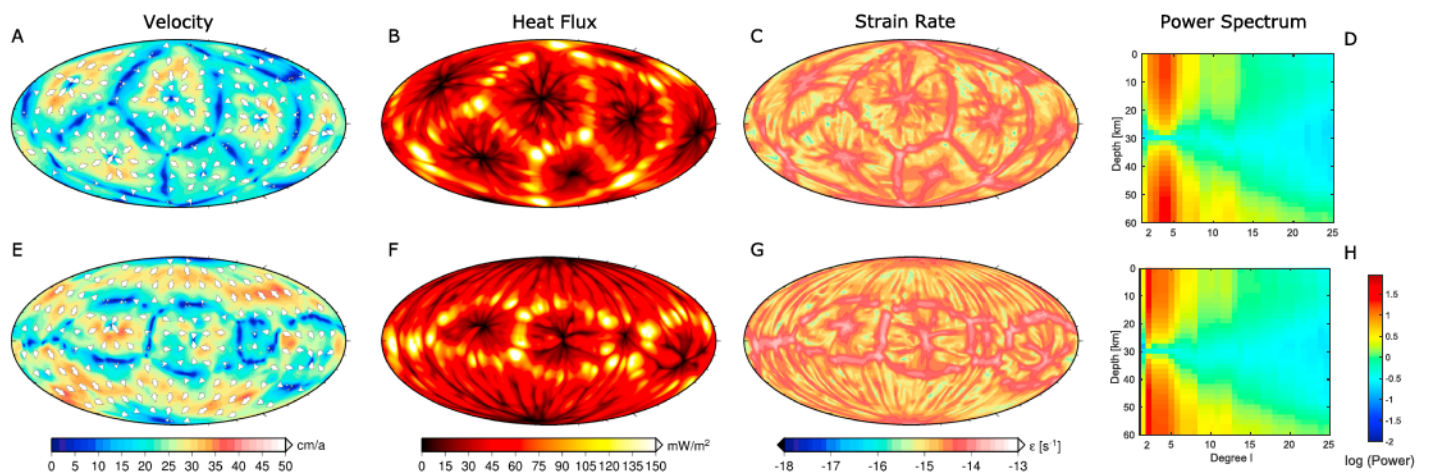 Velocity
Heat Flux
Strain Rate
Power Spectrum
A
B
C
D
0
10
20
30
40
50
60
Depth [km]
2 5 10 15 20 25
E
F
G
H
0
10
20
30
40
50
60
Depth [km]
2 5 10 15 20 25
Degree l
cm/a
0 5 10 15 20 25 30 35 40 45 50
mW/m²
0 15 30 45 60 75 90 105 120 135 150
ε [s⁻¹]
-18 -17 -16 -15 -14 -13
1.5
1
0.5
0
-0.5
-1
-1.5
-2
log (Power)